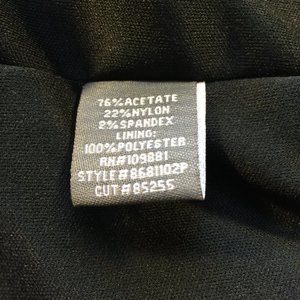 76%ACETATE
22%NYLON
2%SPANDEX
LINING:
100%POLYESTER
RN#109881
STYLE#8681102P
CUT#85255